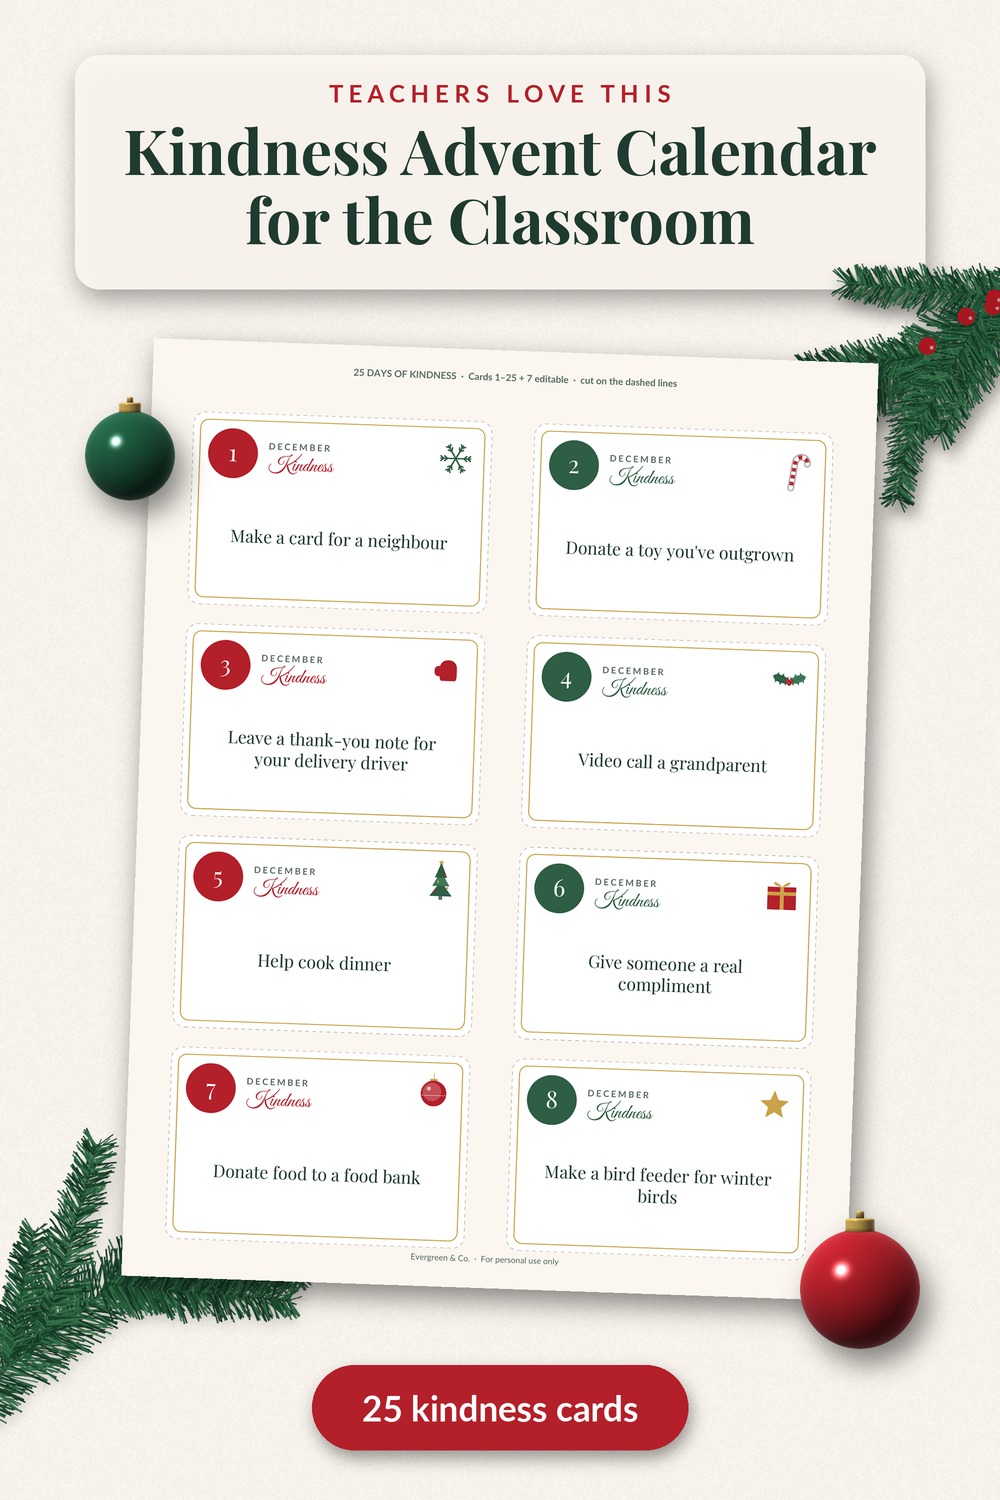 TEACHERS LOVE THIS
Kindness Advent Calendar
for the Classroom
25 DAYS OF KINDNESS · Cards 1–25 + 7 editable · cut on the dashed lines
1
DECEMBER
Kindness
Make a card for a neighbour
2
DECEMBER
Kindness
Donate a toy you've outgrown
3
DECEMBER
Kindness
Leave a thank-you note for
your delivery driver
4
DECEMBER
Kindness
Video call a grandparent
5
DECEMBER
Kindness
Help cook dinner
6
DECEMBER
Kindness
Give someone a real
compliment
7
DECEMBER
Kindness
Donate food to a food bank
8
DECEMBER
Kindness
Make a bird feeder for winter
birds
Evergreen & Co. · For personal use only
25 kindness cards